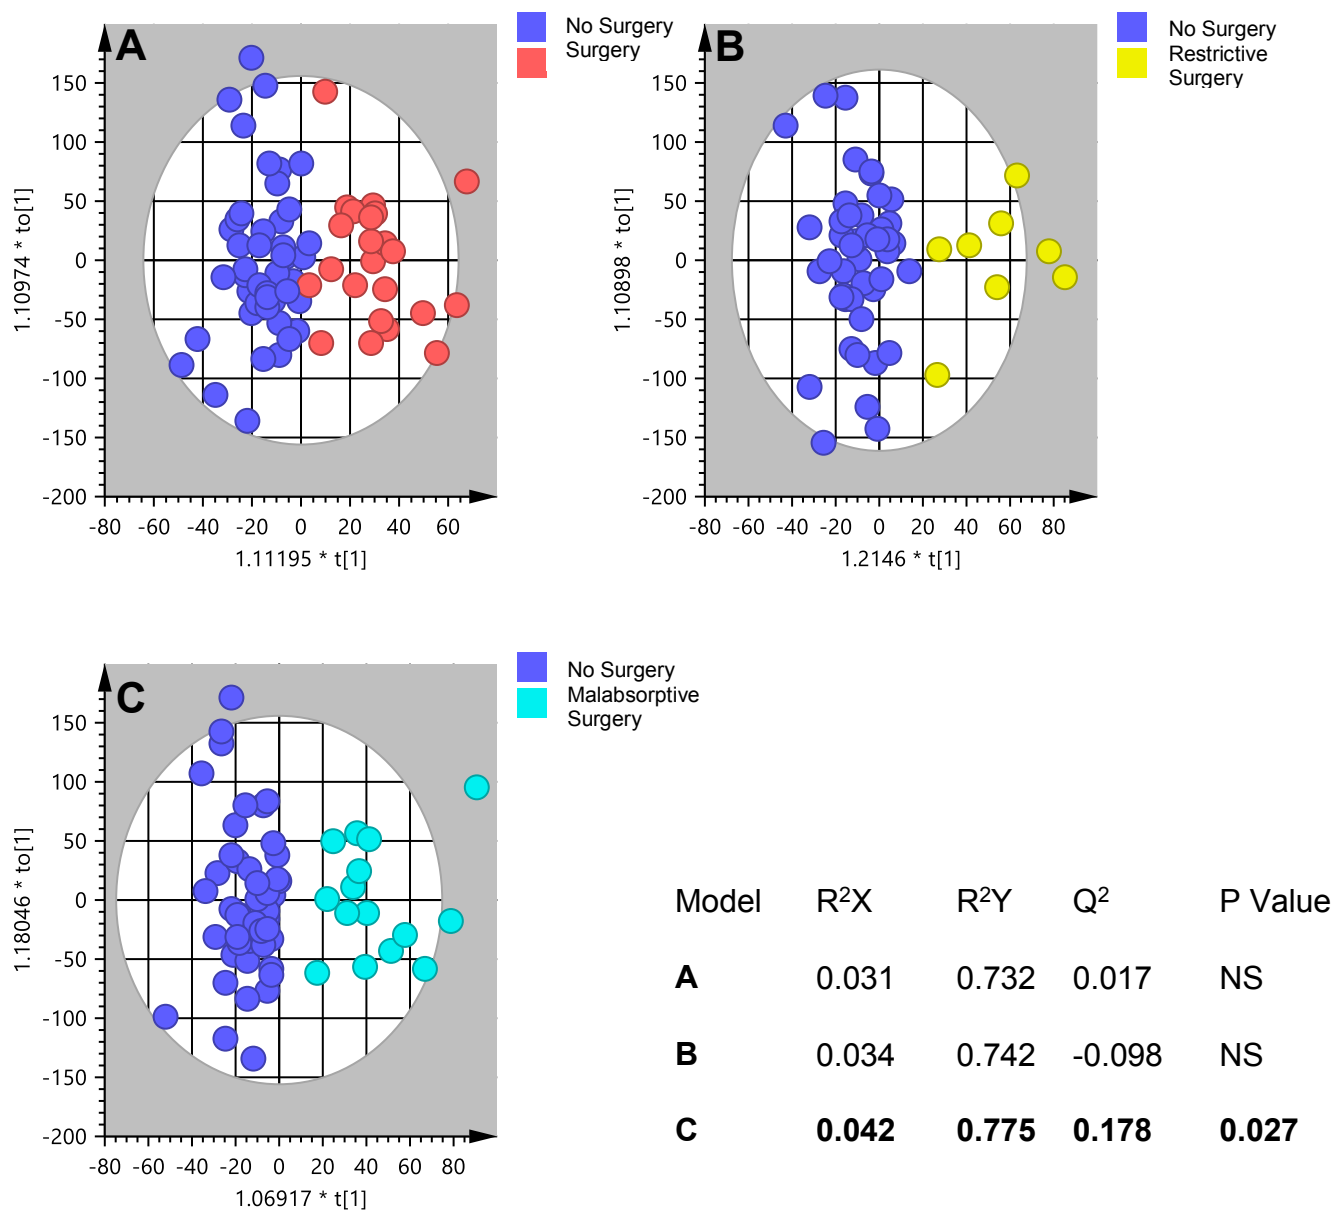 A
No Surgery
Surgery
150
100
50
0
-50
-100
-150
-200
-80 -60 -40 -20 0 20 40 60
1.10974 * to[1]
1.11195 * t[1]
B
No Surgery
Restrictive
Surgery
150
100
50
0
-50
-100
-150
-200
-80 -60 -40 -20 0 20 40 60 80
1.10898 * to[1]
1.2146 * t[1]
C
No Surgery
Malabsorptive
Surgery
150
100
50
0
-50
-100
-150
-200
-80 -60 -40 -20 0 20 40 60 80
1.18046 * to[1]
1.06917 * t[1]
Model R²X R²Y Q² P Value
A 0.031 0.732 0.017 NS
B 0.034 0.742 -0.098 NS
C 0.042 0.775 0.178 0.027